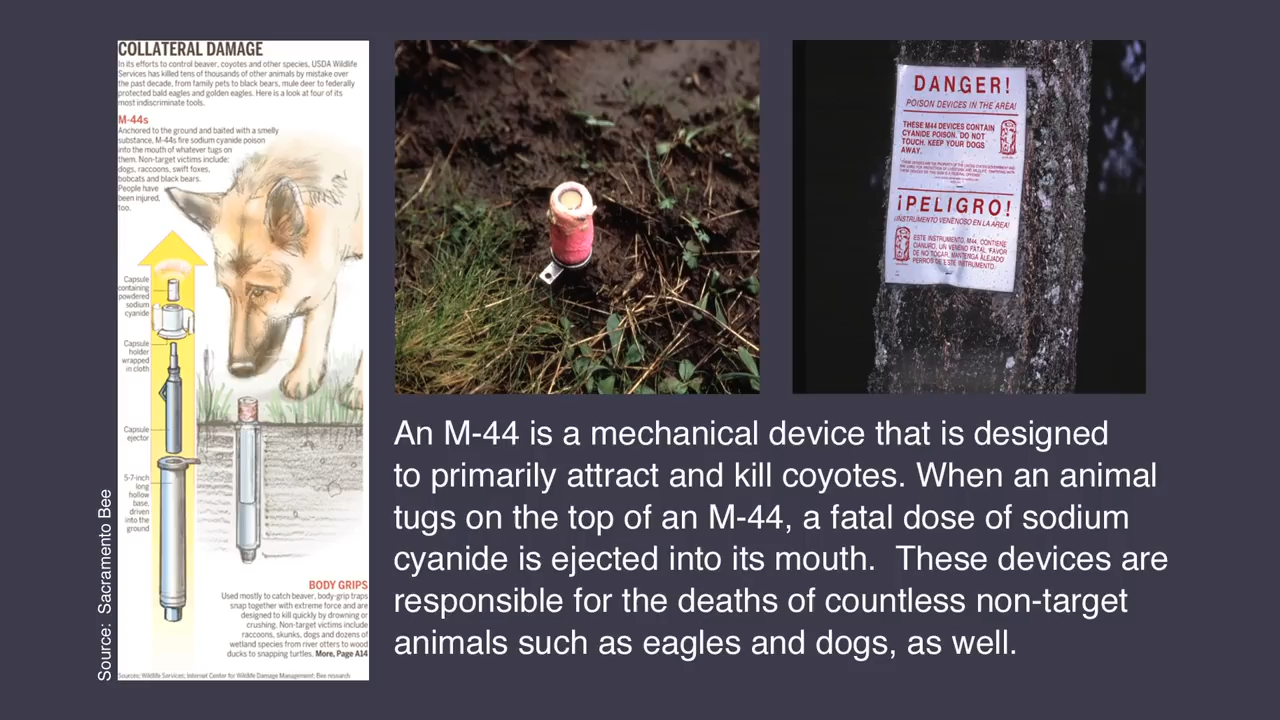 COLLATERAL DAMAGE
In its efforts to control beaver, coyotes and other species, USDA Wildlife
Services has killed tens of thousands of other animals by mistake over
the past decade, from family pets to black bears, mule deer to federally
protected bald eagles and golden eagles. Here is a look at four of its
most indiscriminate tools.
M-44s
Anchored to the ground and baited with a smelly
substance, M-44s fire sodium cyanide poison
into the mouth of whatever tugs on
them. Non-target victims include:
dogs, raccoons, swift foxes,
bobcats and black bears.
People have
been injured,
too.
Capsule
containing
powdered
sodium
cyanide
Capsule
holder
wrapped
in cloth
Capsule
ejector
5-7-inch
long
hollow
base,
driven
into the
ground
BODY GRIPS
Used mostly to catch beaver, body-grip traps
snap together with extreme force and are
designed to kill quickly by drowning or
crushing. Non-target victims include
raccoons, skunks, dogs and dozens of
wetland species from river otters to wood
ducks to snapping turtles. More, Page A14
Sources: Wildlife Services; Internet Center for Wildlife Damage Management; Bee research
Source: Sacramento Bee
DANGER!
POISON DEVICES IN THE AREA!
THESE M44 DEVICES CONTAIN
CYANIDE POISON. DO NOT
TOUCH. KEEP YOUR DOGS
AWAY.
¡PELIGRO!
¡INSTRUMENTO VENENOSO EN LA AREA!
ESTE INSTRUMENTO, M44, CONTIENE
CIANURO, UN VENENO FATAL. FAVOR
DE NO TOCAR. MANTENGA ALEJADO
PERROS DE ESTE INSTRUMENTO.
An M-44 is a mechanical device that is designed
to primarily attract and kill coyotes. When an animal
tugs on the top of an M-44, a fatal dose of sodium
cyanide is ejected into its mouth.  These devices are
responsible for the deaths of countless non-target
animals such as eagles and dogs, as well.